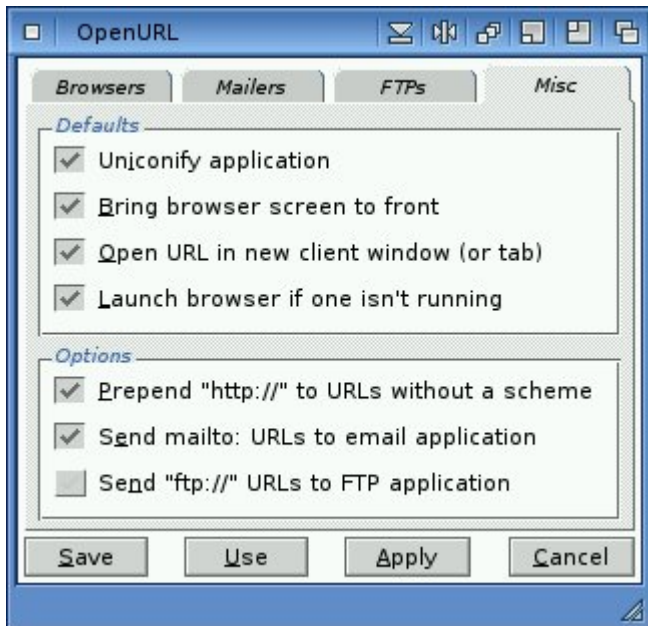 OpenURL
Browsers Mailers FTPs Misc
Defaults
Uniconify application
Bring browser screen to front
Open URL in new client window (or tab)
Launch browser if one isn't running
Options
Prepend "http://" to URLs without a scheme
Send mailto: URLs to email application
Send "ftp://" URLs to FTP application
Save Use Apply Cancel